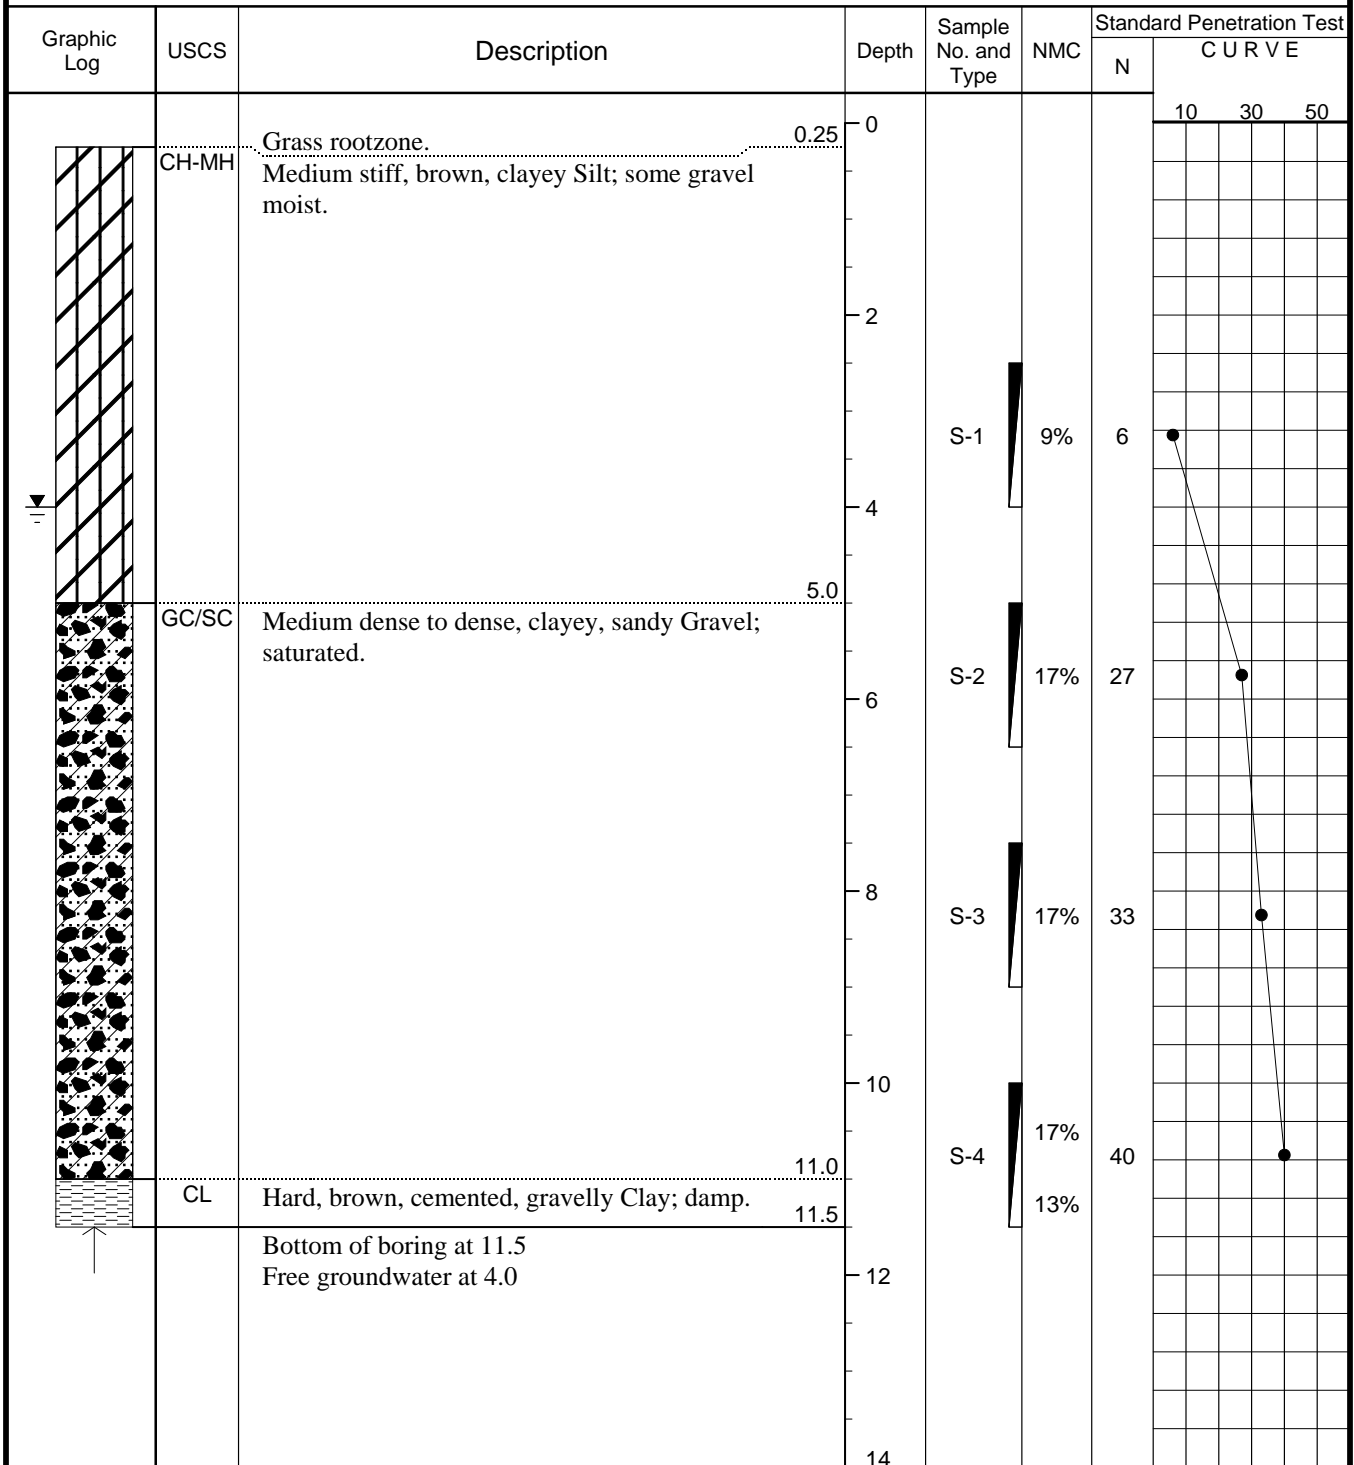 Graphic
Log
USCS
Description
Depth
Sample
No. and
Type
NMC
Standard Penetration Test
N
C U R V E
10 30 50
0
Grass rootzone. 0.25
CH-MH
Medium stiff, brown, clayey Silt; some gravel
moist.
2
S-1 9% 6
4
5.0
GC/SC
Medium dense to dense, clayey, sandy Gravel;
saturated.
S-2 17% 27
6
8
S-3 17% 33
10
17%
S-4 40
11.0
CL
Hard, brown, cemented, gravelly Clay; damp.
13%
11.5
Bottom of boring at 11.5
Free groundwater at 4.0
12
14